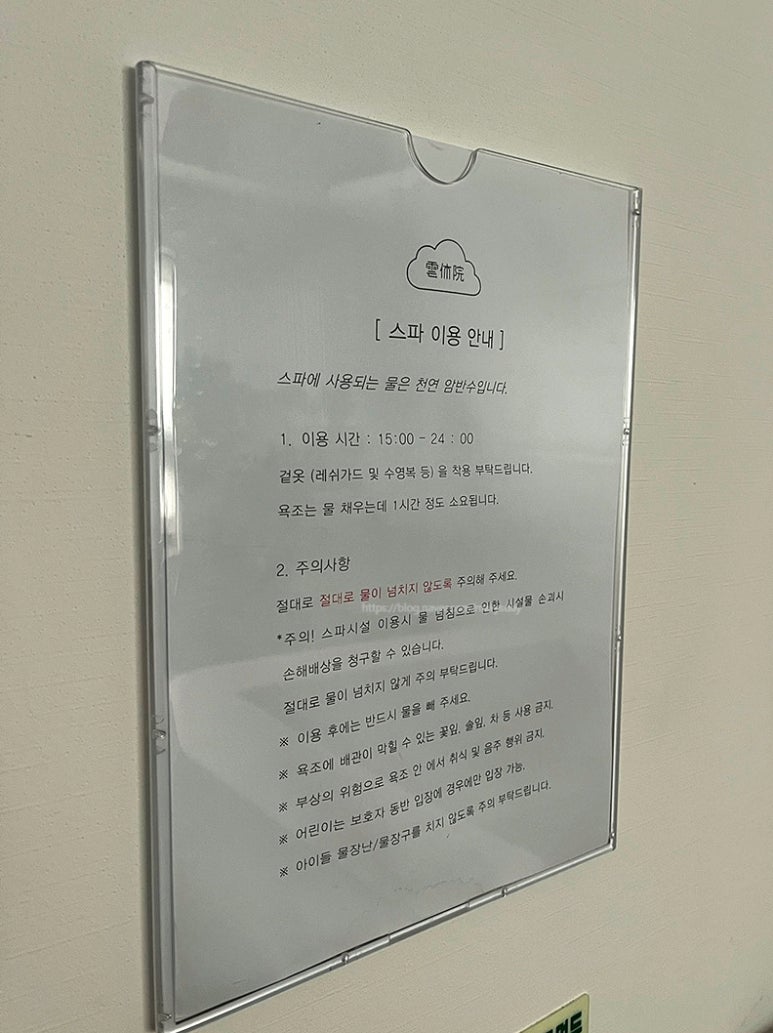 雲休院
[ 스파 이용 안내 ]
스파에 사용되는 물은 천연 암반수입니다.
1. 이용 시간 : 15:00 - 24 : 00
겉옷 (레쉬가드 및 수영복 등) 을 착용 부탁드립니다.
욕조는 물 채우는데 1시간 정도 소요됩니다.
2. 주의사항
절대로 절대로 물이 넘치지 않도록 주의해 주세요.
*주의! 스파시설 이용시 물 넘침으로 인한 시설물 손괴시
손해배상을 청구할 수 있습니다.
절대로 물이 넘치지 않게 주의 부탁드립니다.
※ 이용 후에는 반드시 물을 빼 주세요.
※ 욕조에 배관이 막힐 수 있는 꽃잎, 솔잎, 차 등 사용 금지.
※ 부상의 위험으로 욕조 안 에서 취식 및 음주 행위 금지.
※ 어린이는 보호자 동반 입장에 경우에만 입장 가능.
※ 아이들 물장난/물장구를 치지 않도록 주의 부탁드립니다.